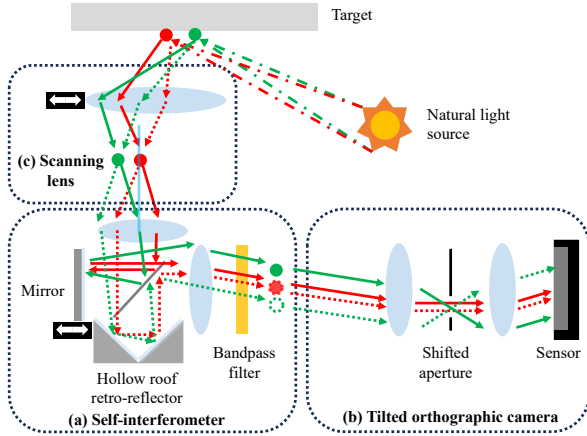 Target
Natural light
source
(c) Scanning
lens
Mirror
Hollow roof
retro-reflector
Bandpass
filter
Shifted
aperture
Sensor
(a) Self-interferometer
(b) Tilted orthographic camera